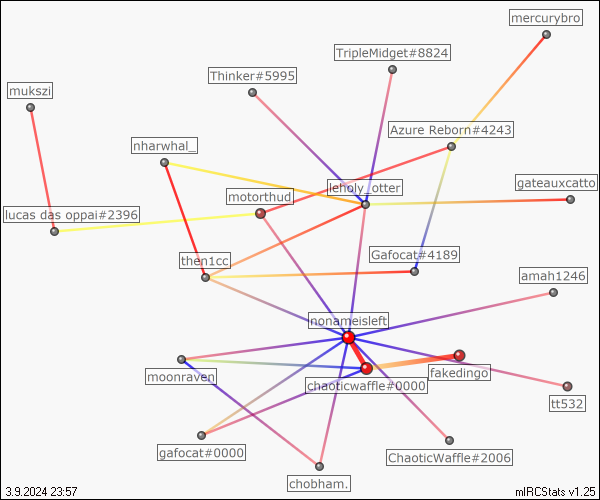 mercurybro
TripleMidget#8824
Thinker#5995
mukszi
Azure Reborn#4243
nharwhal_
leholy_otter
gateauxcatto
motorthud
lucas das oppai#2396
Gafocat#4189
then1cc
amah1246
nonameisleft
fakedingo
moonraven
chaoticwaffle#0000
tt532
gafocat#0000
ChaoticWaffle#2006
chobham.
3.9.2024 23:57
mIRCStats v1.25